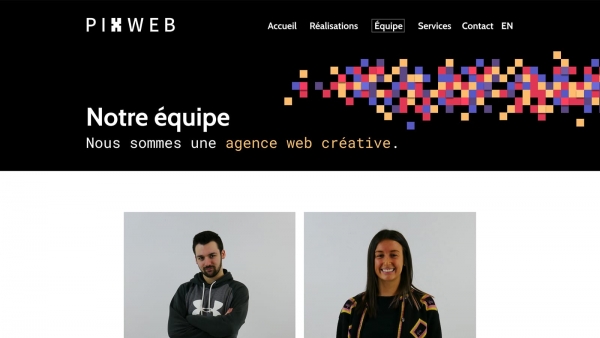 PIXWEB
Accueil Réalisations Équipe Services Contact EN
Notre équipe
Nous sommes une agence web créative.